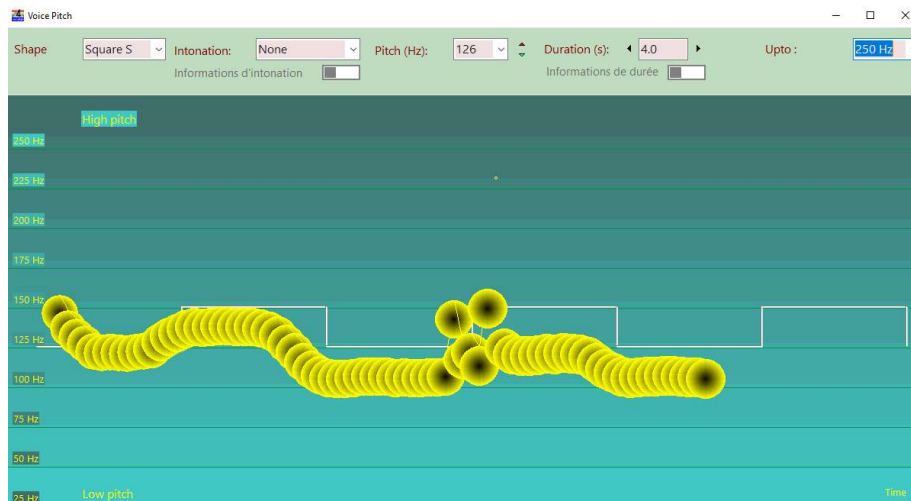 Voice Pitch
Shape Square S Intonation: None Pitch (Hz): 126 Duration (s): 4.0 Upto : 250 Hz
Informations d'intonation Informations de durée
High pitch
250 Hz
225 Hz
200 Hz
175 Hz
150 Hz
125 Hz
100 Hz
75 Hz
50 Hz
Low pitch Time
25 Hz